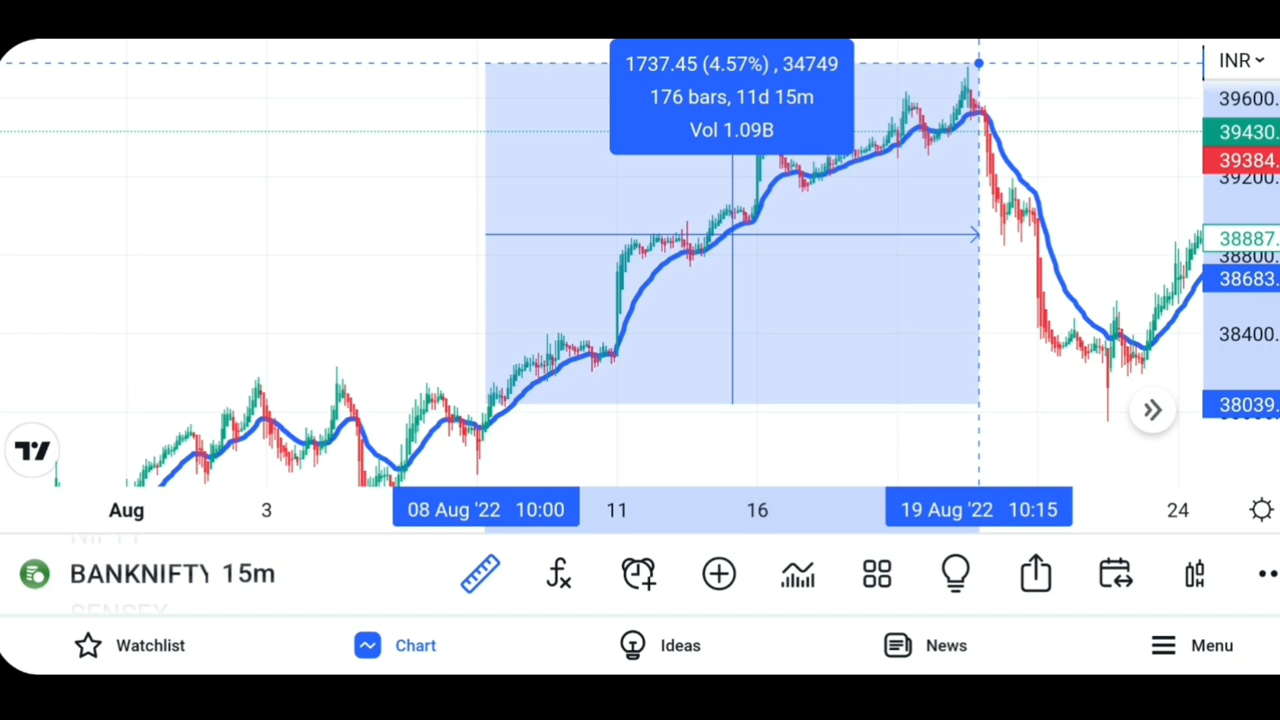 1737.45 (4.57%) , 34749
176 bars, 11d 15m
Vol 1.09B
INR
39600.
39430.
39384.
39200.
38887.
38800.
38683.
38400.
38039.
Aug 3 08 Aug '22 10:00 11 16 19 Aug '22 10:15 24
BANKNIFTY 15m
Watchlist Chart Ideas News Menu